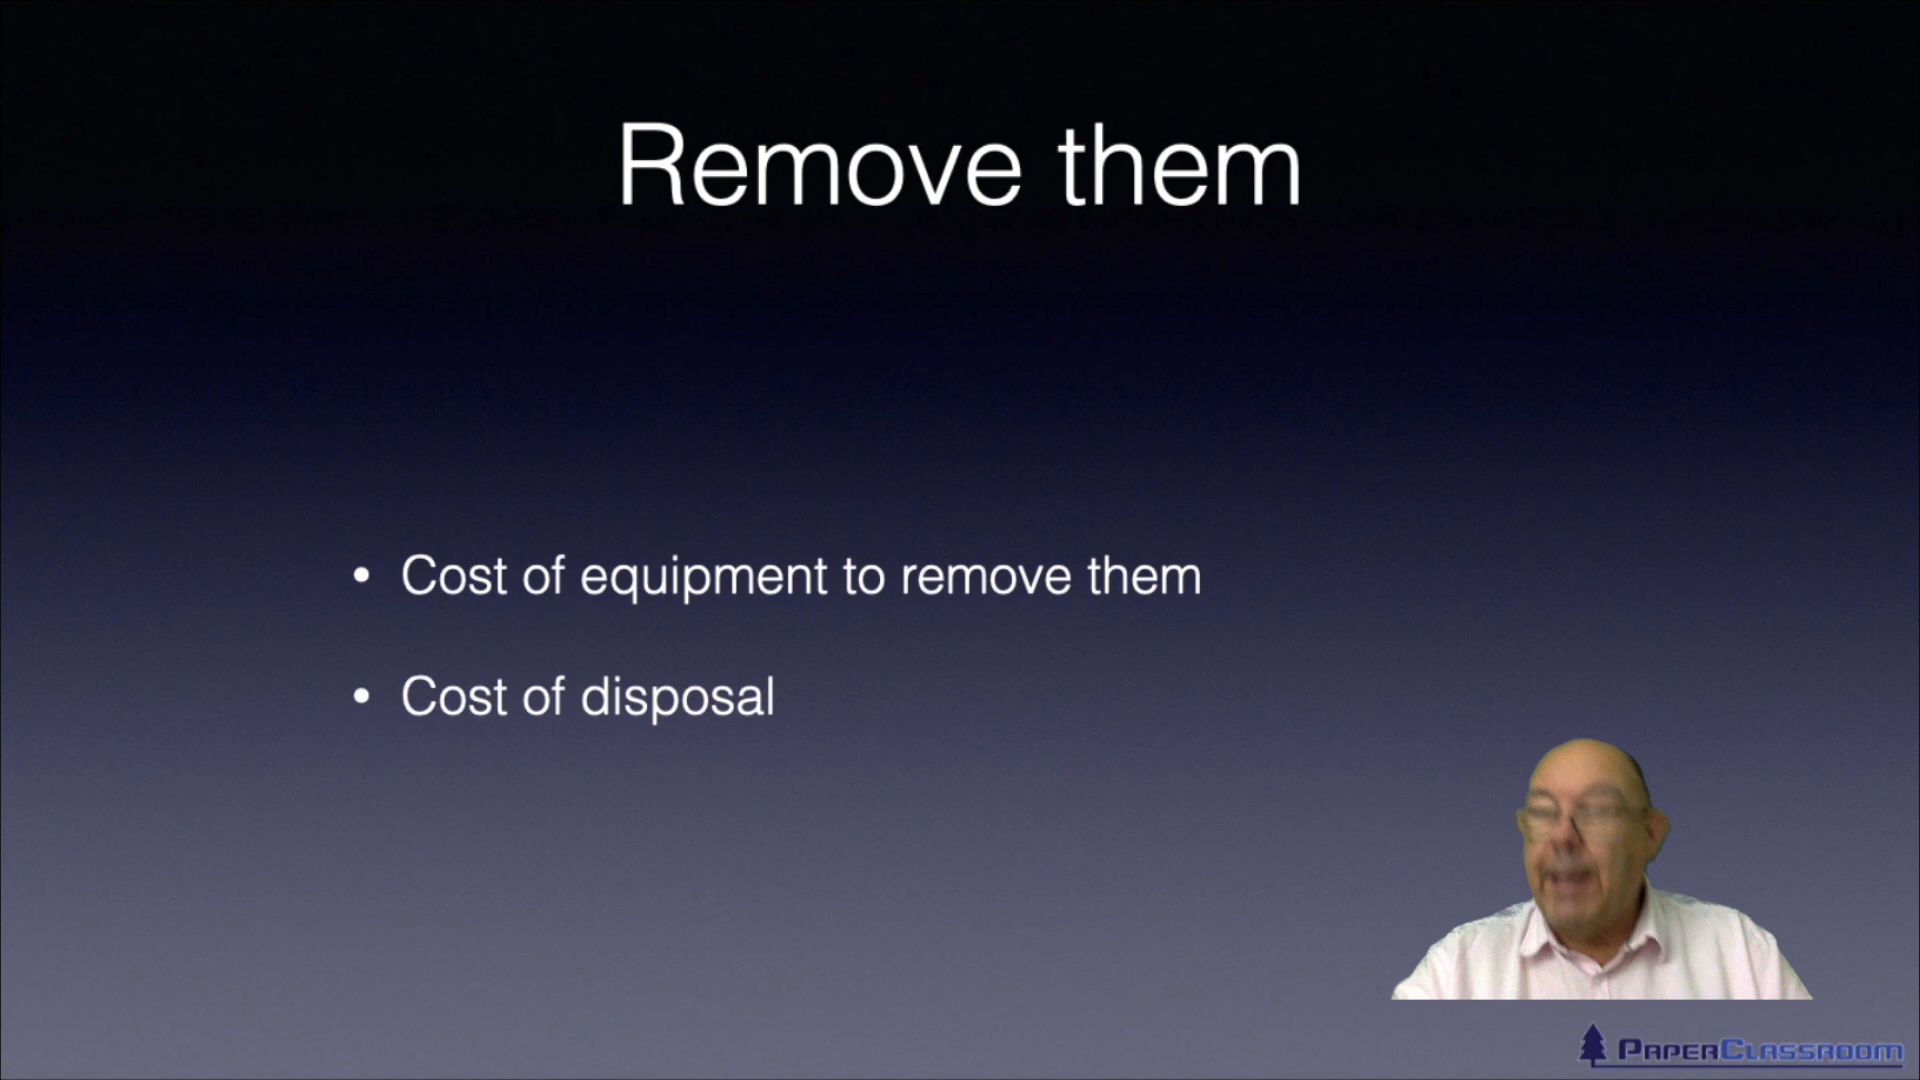 Remove them
• Cost of equipment to remove them
• Cost of disposal
PAPERCLASSROOM